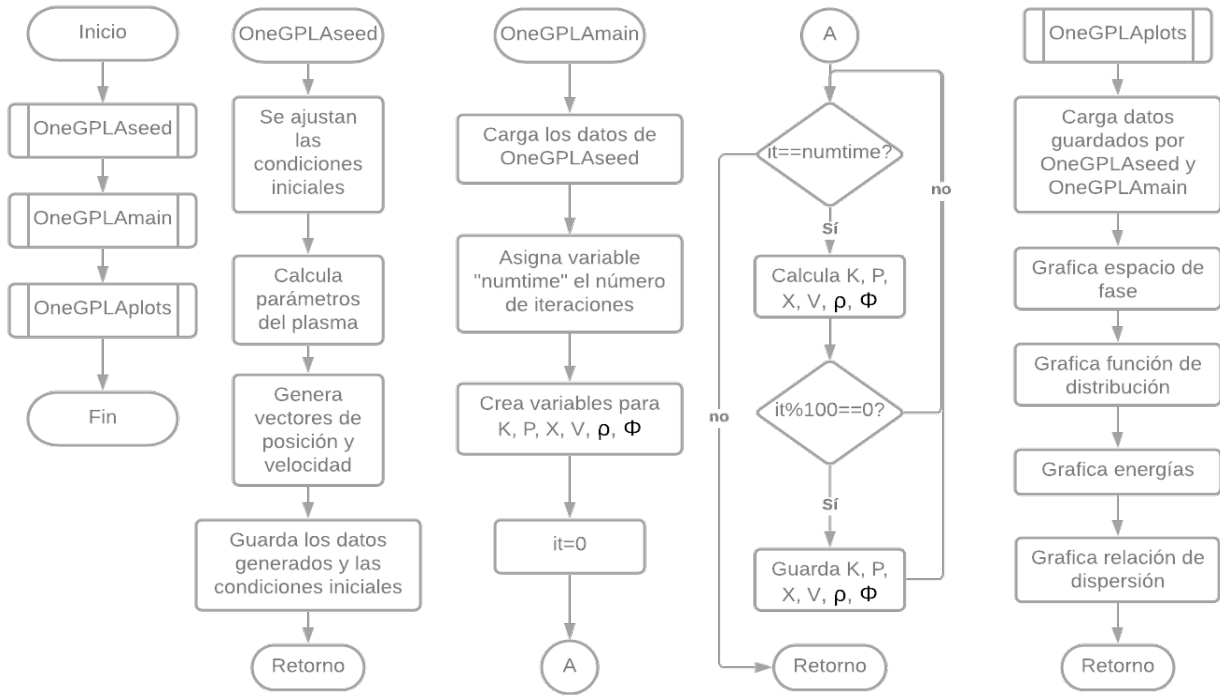 Inicio
OneGPLAseed
OneGPLAmain
OneGPLAplots
Fin
OneGPLAseed
Se ajustan
las
condiciones
iniciales
Calcula
parámetros
del plasma
Genera
vectores de
posición y
velocidad
Guarda los datos
generados y las
condiciones iniciales
Retorno
OneGPLAmain
Carga los datos de
OneGPLAseed
Asigna variable
"numtime" el número
de iteraciones
Crea variables para
K, P, X, V, ρ, Φ
it=0
A
A
it==numtime?
no
no
Sí
Calcula K, P,
X, V, ρ, Φ
it%100==0?
Sí
Guarda K, P,
X, V, ρ, Φ
Retorno
OneGPLAplots
Carga datos
guardados por
OneGPLAseed y
OneGPLAmain
Grafica espacio de
fase
Grafica función de
distribución
Grafica energías
Grafica relación de
dispersión
Retorno